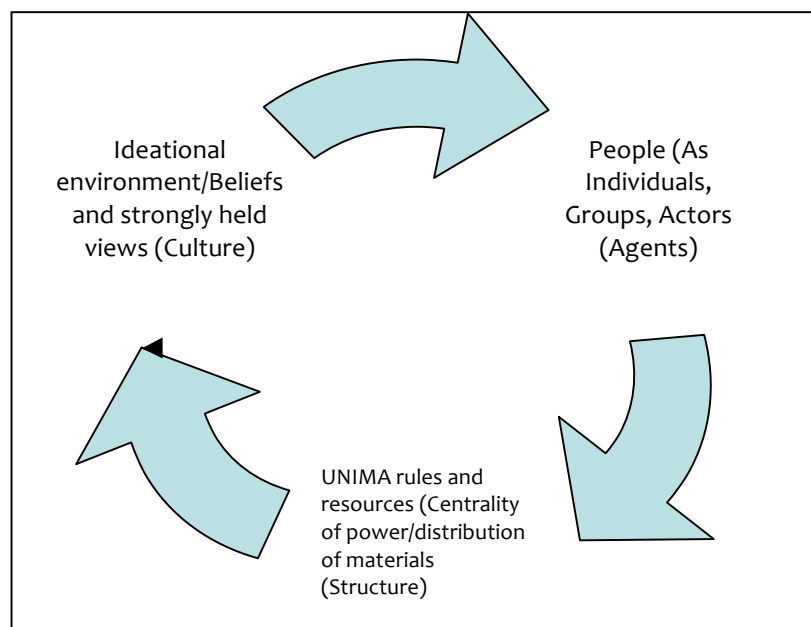 Ideational
environment/Beliefs
and strongly held
views (Culture)
People (As
Individuals,
Groups, Actors
(Agents)
UNIMA rules and
resources (Centrality
of power/distribution
of materials
(Structure)